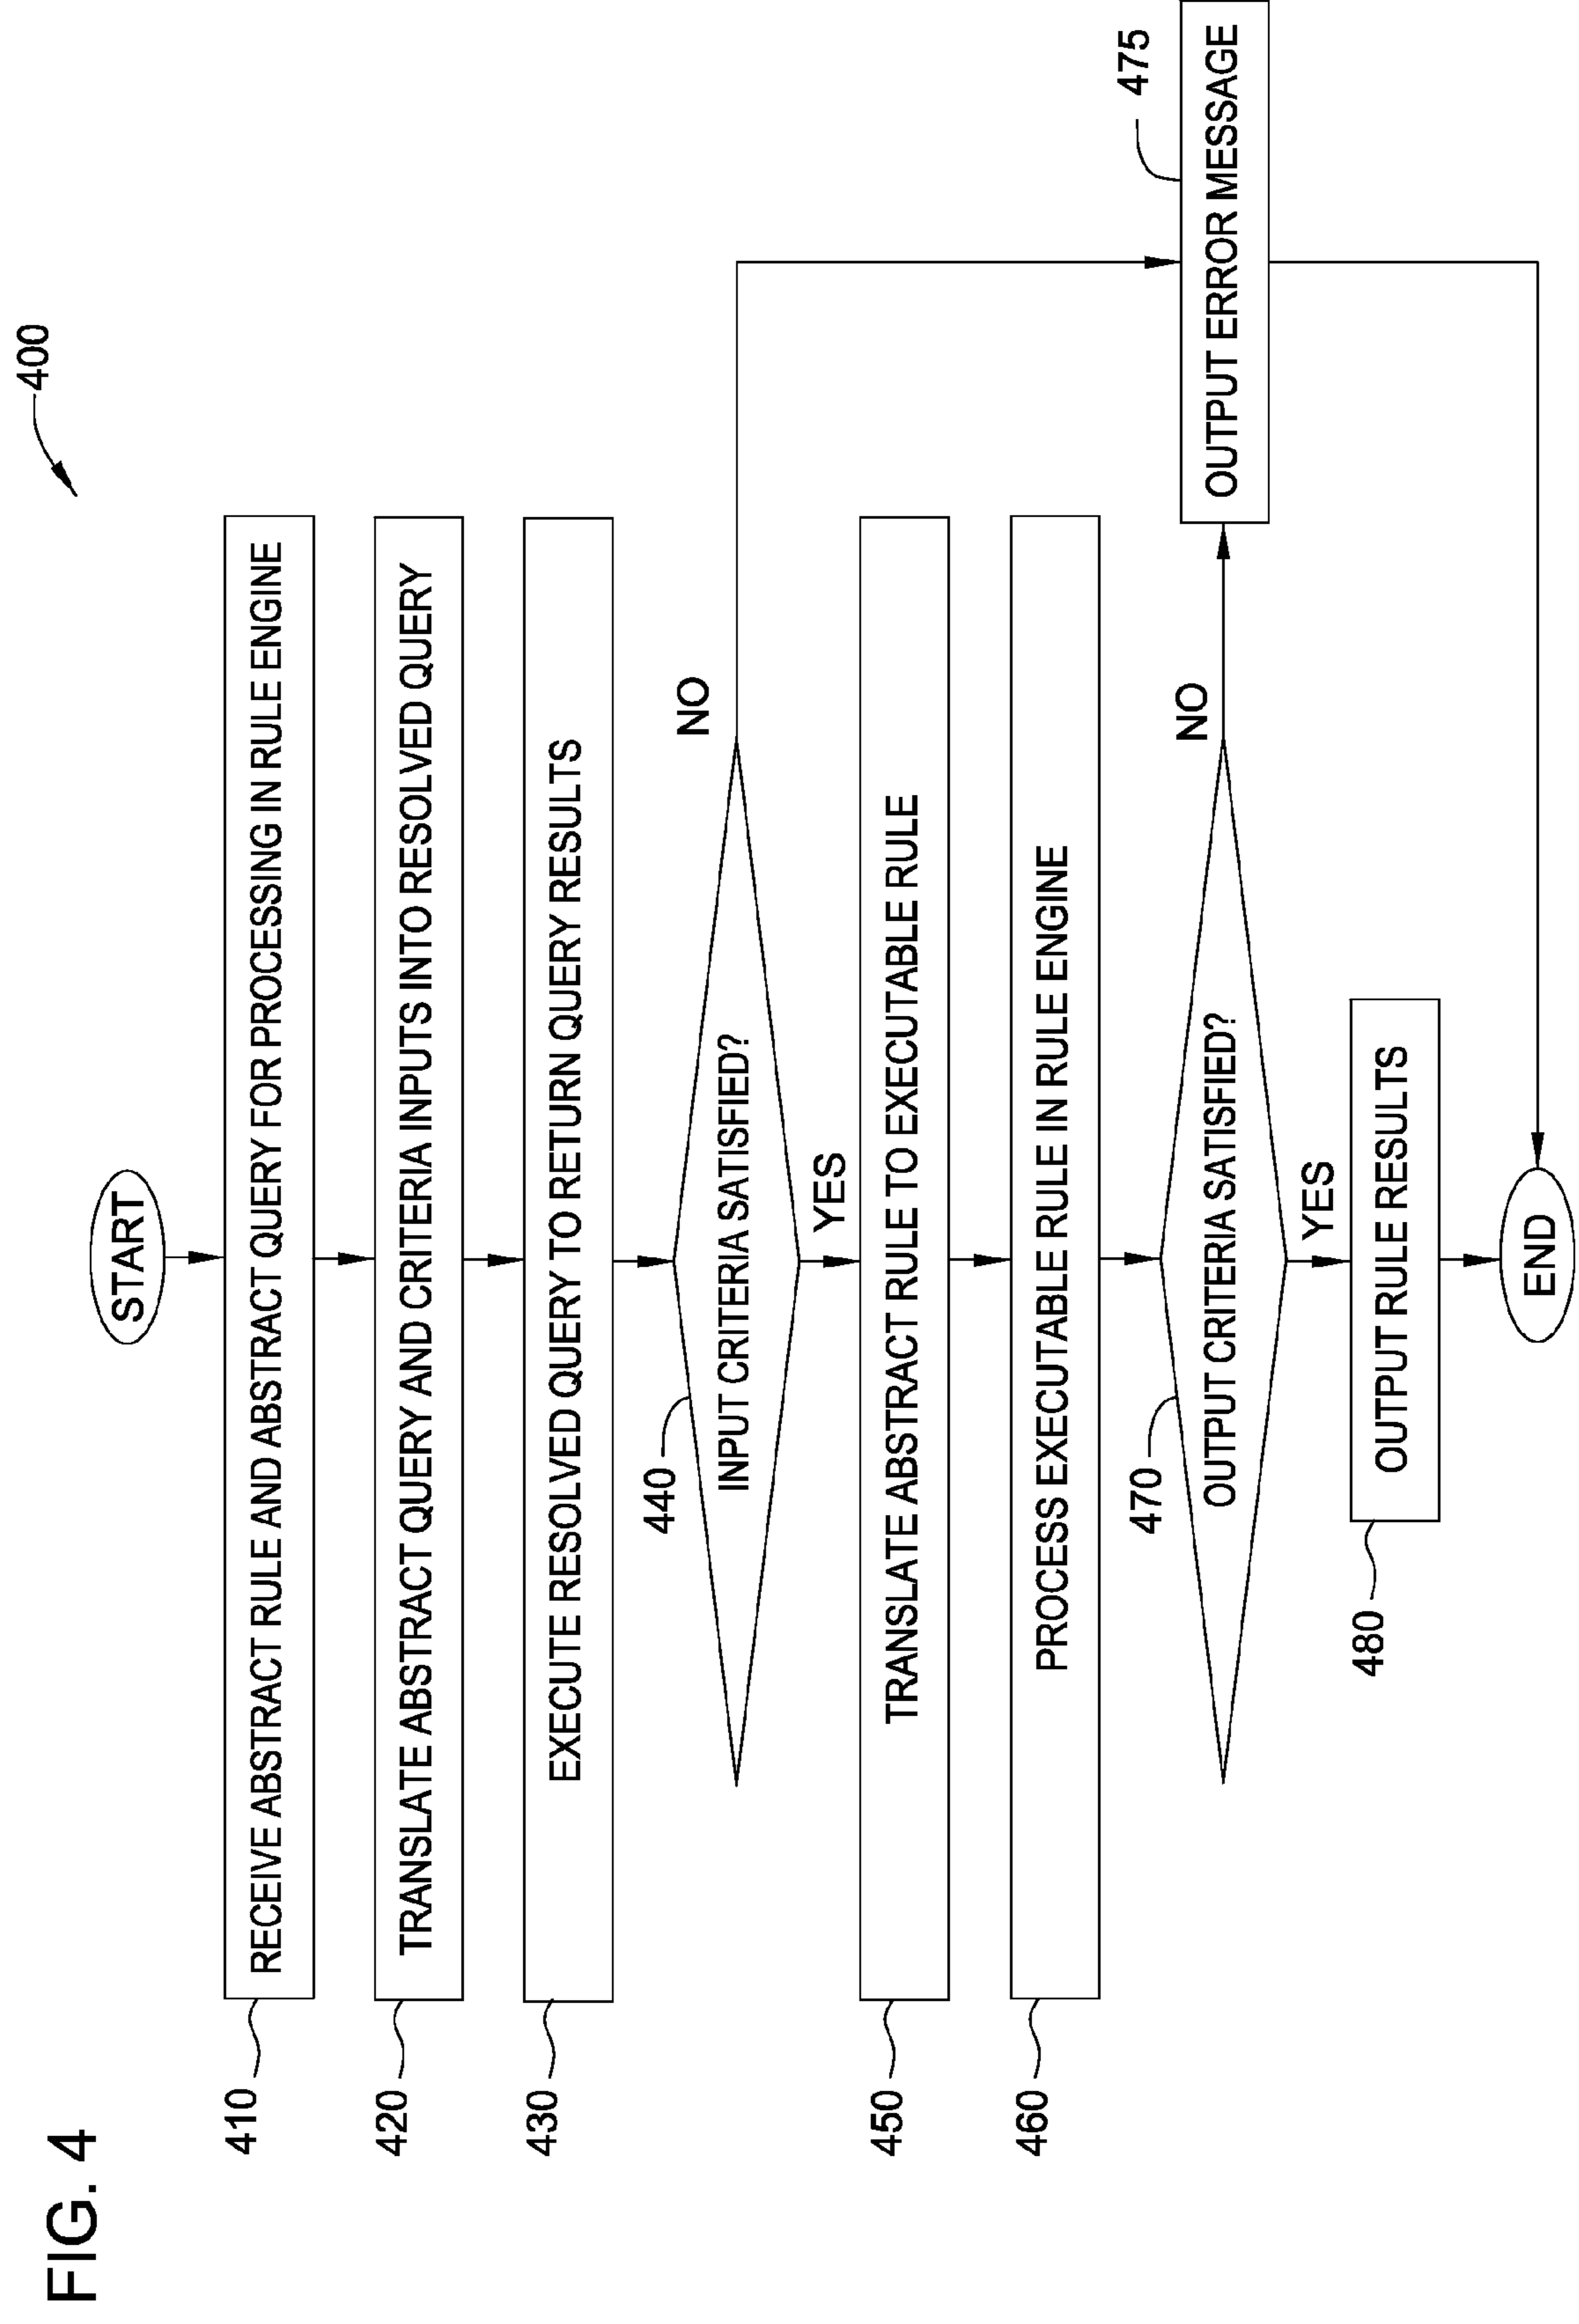 FIG. 4
400
START
410
RECEIVE ABSTRACT RULE AND ABSTRACT QUERY FOR PROCESSING IN RULE ENGINE
420
TRANSLATE ABSTRACT QUERY AND CRITERIA INPUTS INTO RESOLVED QUERY
430
EXECUTE RESOLVED QUERY TO RETURN QUERY RESULTS
440
INPUT CRITERIA SATISFIED?
NO
YES
450
TRANSLATE ABSTRACT RULE TO EXECUTABLE RULE
460
PROCESS EXECUTABLE RULE IN RULE ENGINE
470
OUTPUT CRITERIA SATISFIED?
NO
475
OUTPUT ERROR MESSAGE
YES
480
OUTPUT RULE RESULTS
END